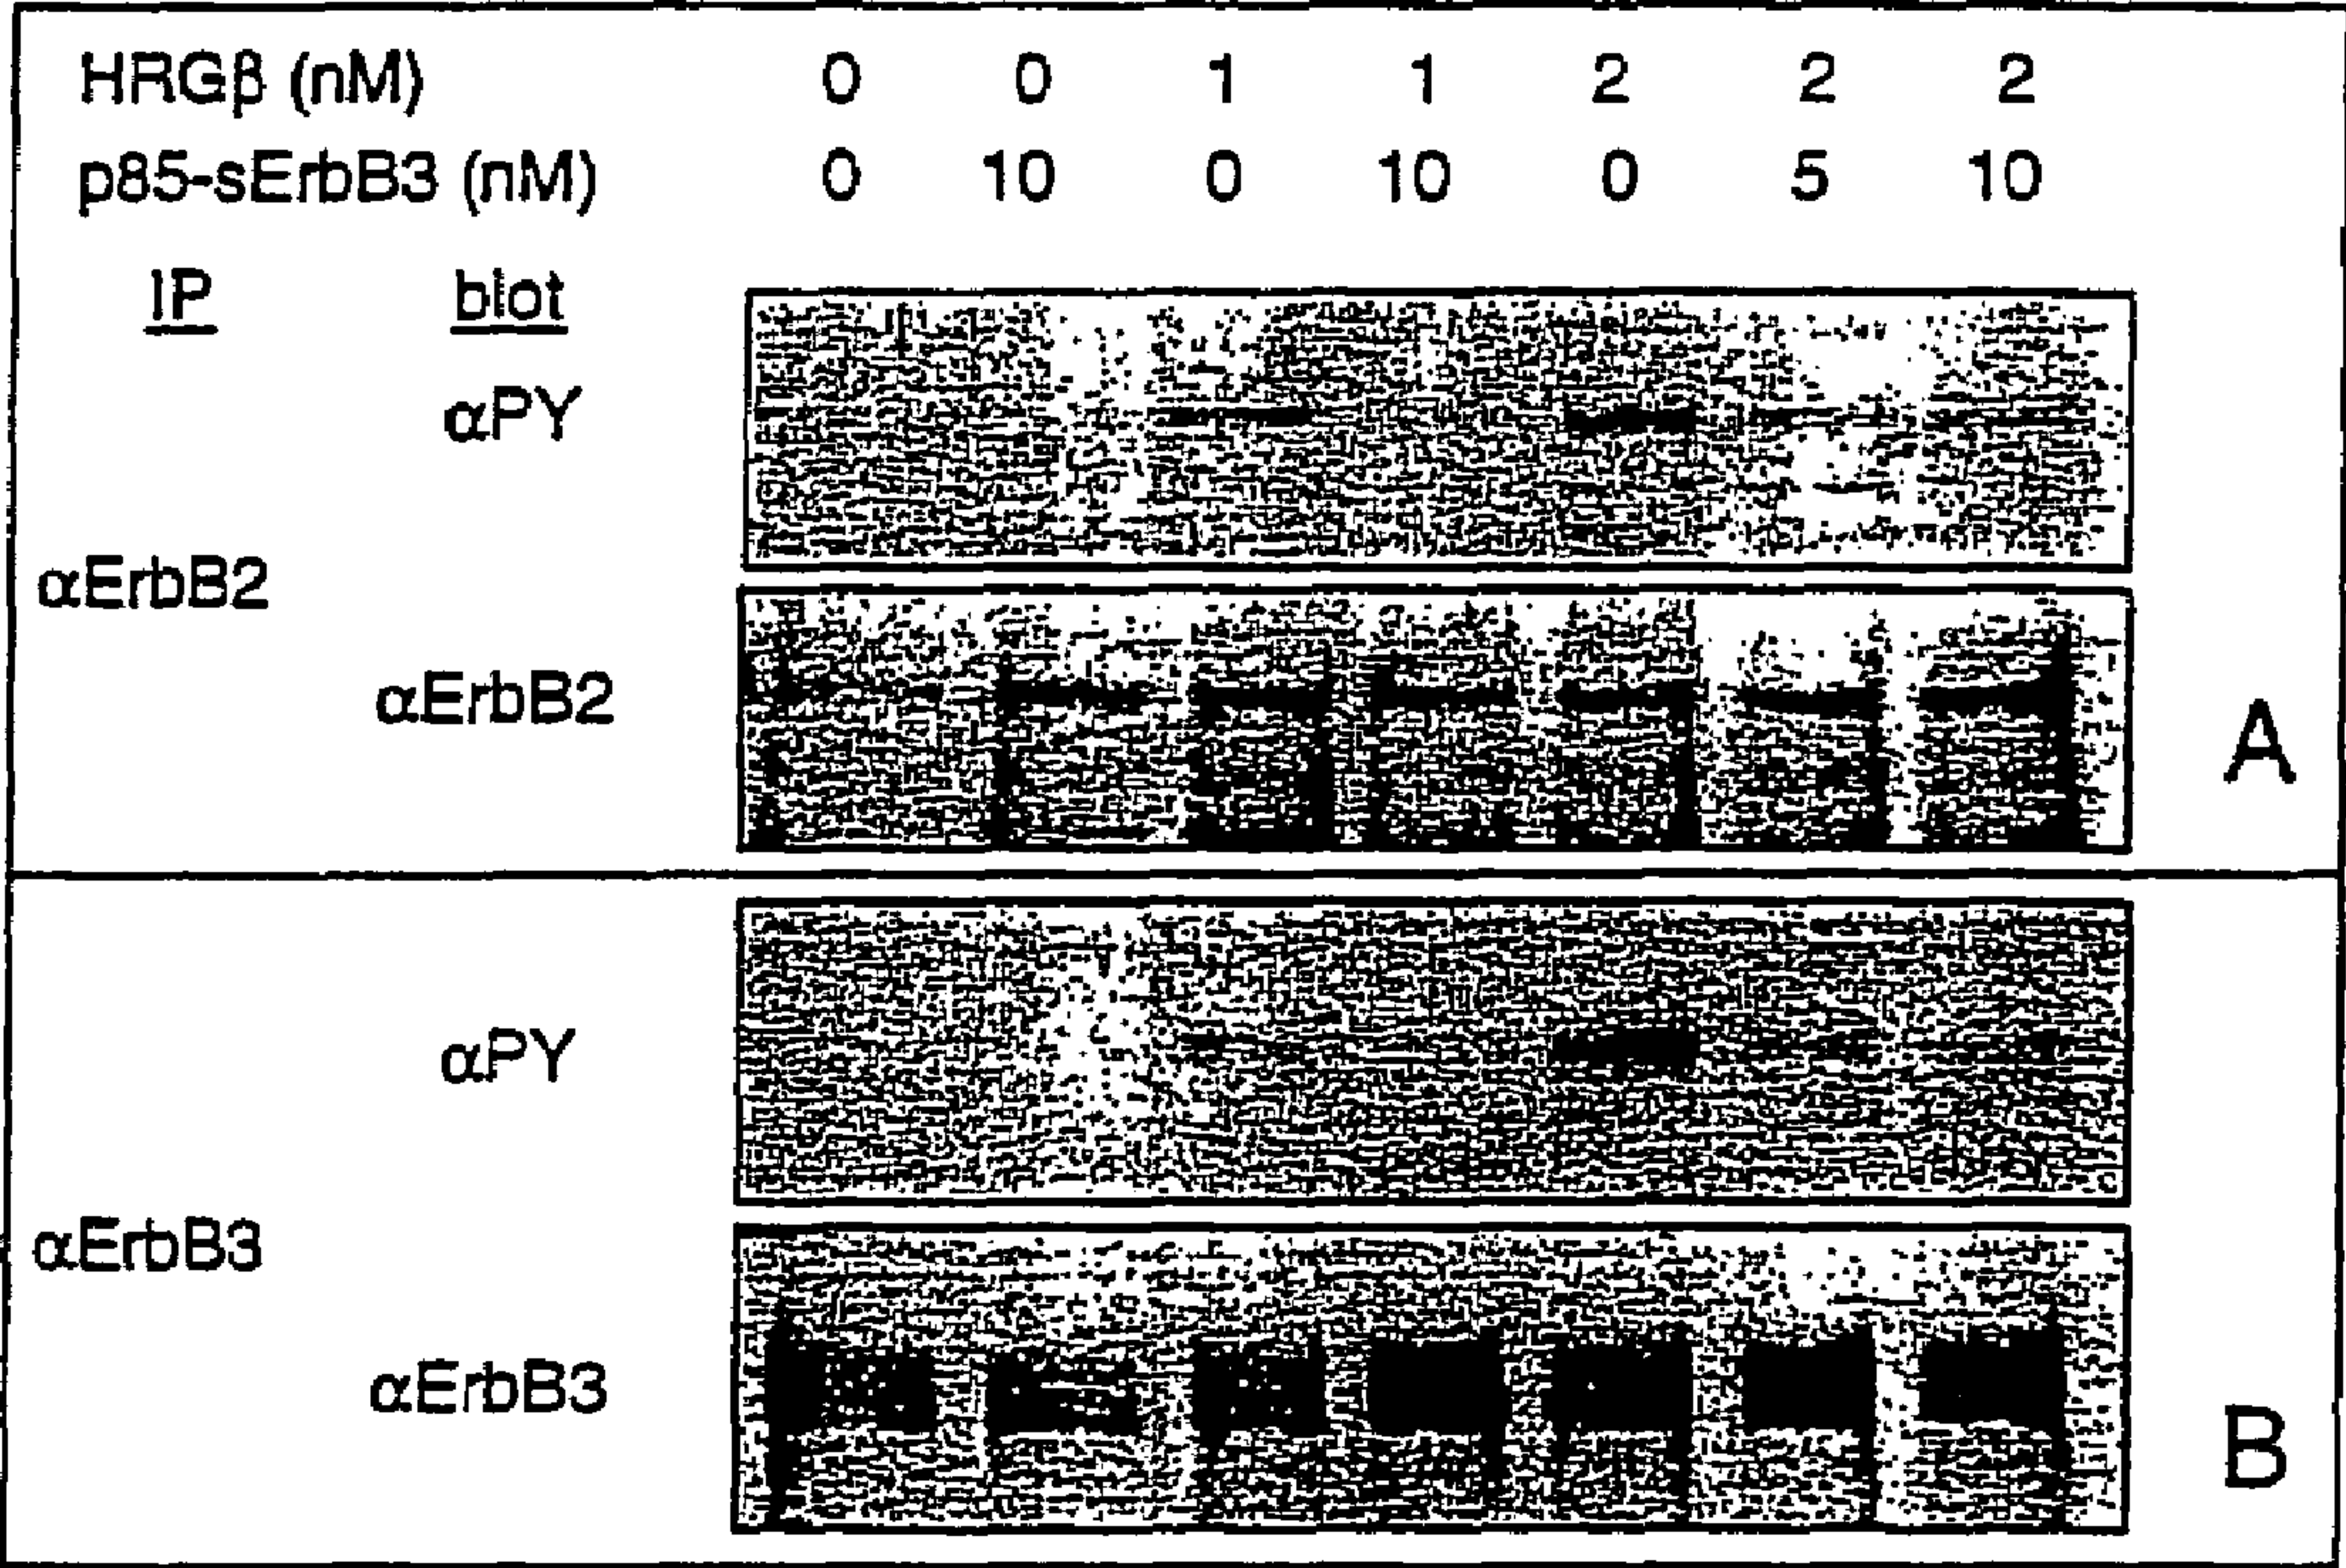 HRGβ (nM) 0 0 1 1 2 2 2
p85-sErbB3 (nM) 0 10 0 10 0 5 10
IP blot
αPY
αErbB2
αErbB2
A
αPY
αErbB3
αErbB3
B